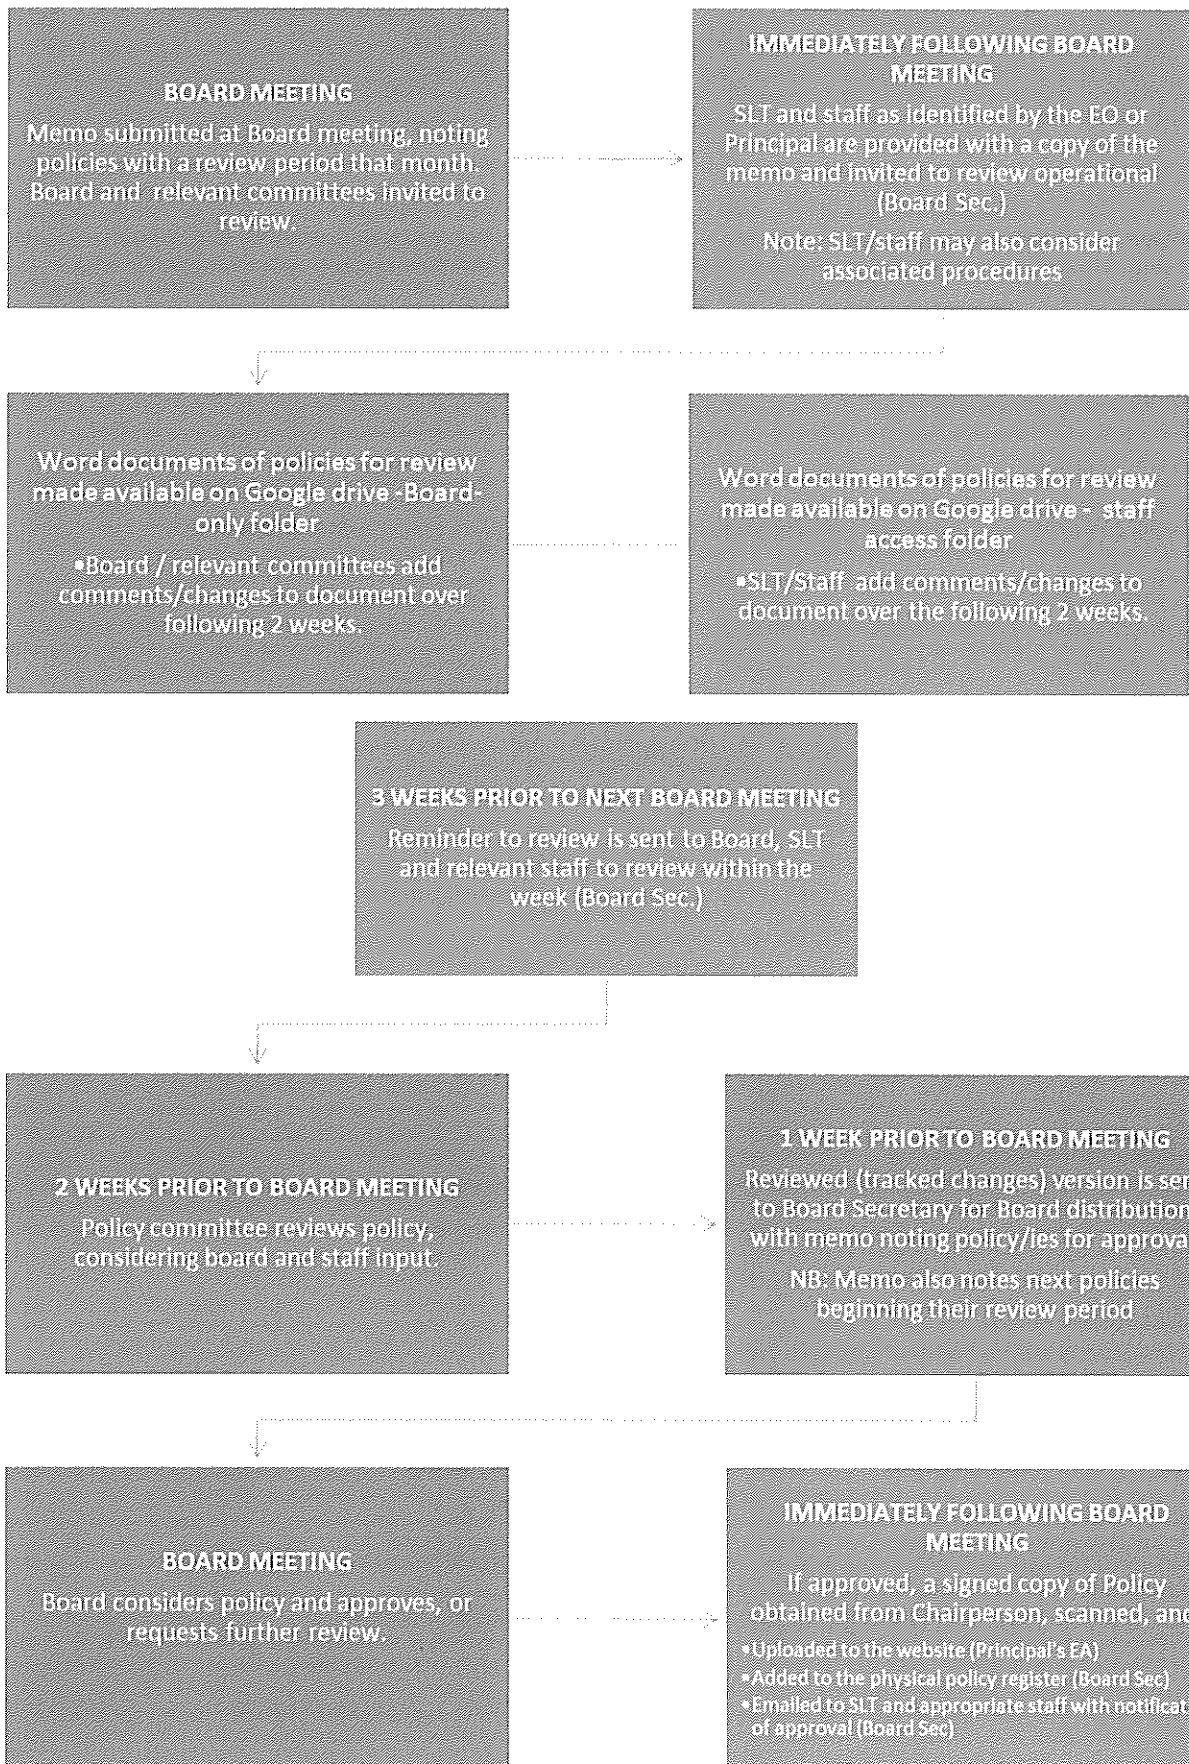 BOARD MEETING
Memo submitted at Board meeting, noting
policies with a review period that month.
Board and relevant committees invited to
review.
IMMEDIATELY FOLLOWING BOARD
MEETING
SLT and staff as identified by the EO or
Principal are provided with a copy of the
memo and invited to review operational
(Board Sec.)
Note: SLT/staff may also consider
associated procedures
Word documents of policies for review
made available on Google drive -Board-
only folder
•Board / relevant committees add
comments/changes to document over
following 2 weeks.
Word documents of policies for review
made available on Google drive - staff
access folder
•SLT/Staff add comments/changes to
document over the following 2 weeks.
3 WEEKS PRIOR TO NEXT BOARD MEETING
Reminder to review is sent to Board, SLT
and relevant staff to review within the
week (Board Sec.)
2 WEEKS PRIOR TO BOARD MEETING
Policy committee reviews policy,
considering board and staff input.
1 WEEK PRIOR TO BOARD MEETING
Reviewed (tracked changes) version is
to Board Secretary for Board distribution
with memo noting policy/ies for
NB: Memo also notes next policies
beginning their review period
BOARD MEETING
Board considers policy and approves, or
requests further review.
IMMEDIATELY FOLLOWING BOARD
MEETING
If approved, a signed copy of Policy
obtained from Chairperson, scanned, and
•Uploaded to the website (Principal's EA)
•Added to the physical policy register (Board Sec)
•Emailed to SLT and appropriate staff with
of approval (Board Sec)